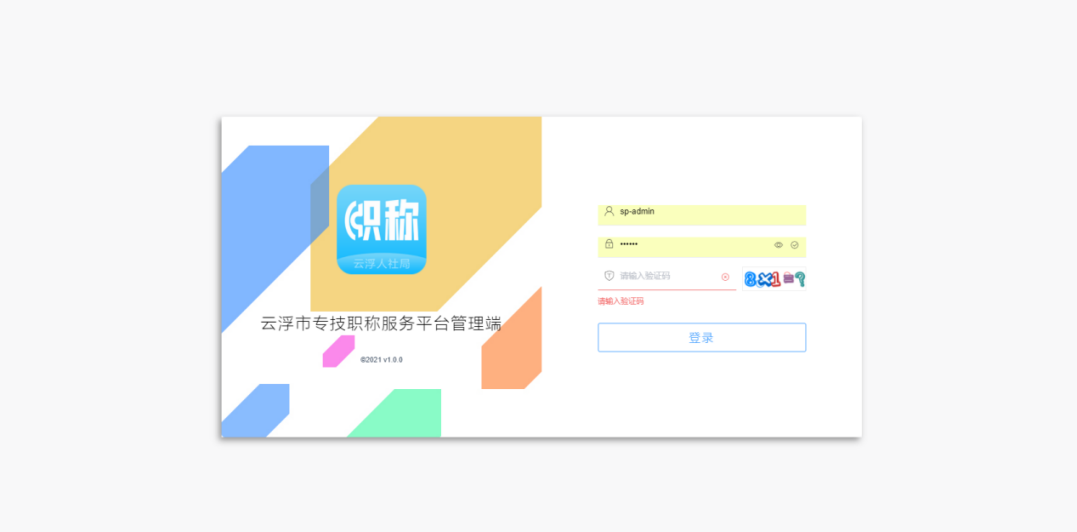 职称
云浮人社局
云浮市专技职称服务平台管理端
©2021 v1.0.0
sp-admin
••••••
请输入验证码
8×1=?
请输入验证码
登录